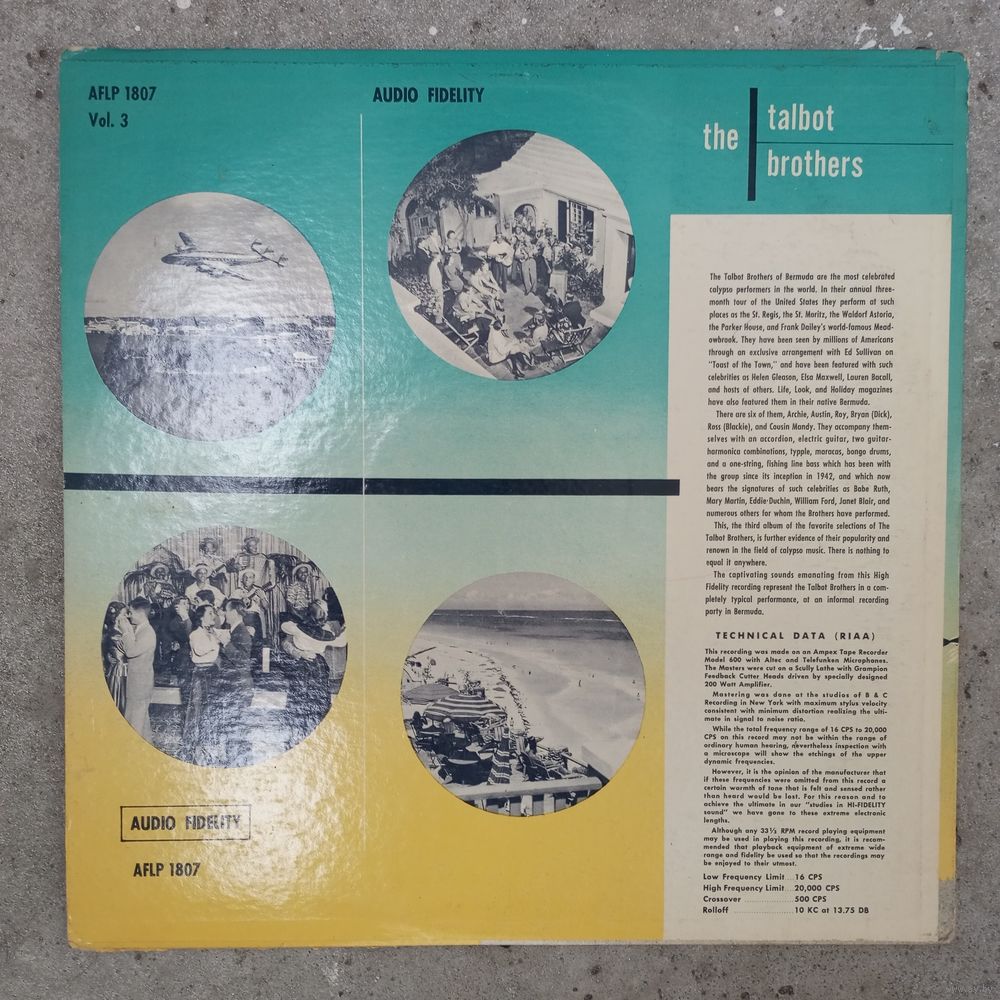 AFLP 1807
Vol. 3
AUDIO FIDELITY
the
talbot
brothers
The Talbot Brothers of Bermuda are the most celebrated
calypso performers in the world. In their annual three-
month tour of the United States they perform at such
places as the St. Regis, the St. Moritz, the Waldorf Astoria,
the Parker House, and Frank Dailey's world-famous Mead-
owbrook. They have been seen by millions of Americans
through an exclusive arrangement with Ed Sullivan on
"Toast of the Town," and have been featured with such
celebrities as Helen Gleason, Elsa Maxwell, Lauren Bacall,
and hosts of others. Life, Look, and Holiday magazines
have also featured them in their native Bermuda.
There are six of them, Archie, Austin, Roy, Bryan (Dick),
Ross (Blackie), and Cousin Mandy. They accompany them-
selves with an accordion, electric guitar, two guitar-
harmonica combinations, typple, maracas, bongo drums,
and a one-string, fishing line bass which has been with
the group since its inception in 1942, and which now
bears the signatures of such celebrities as Babe Ruth,
Mary Martin, Eddie Duchin, William Ford, Janet Blair, and
numerous others for whom the Brothers have performed.
This, the third album of the favorite selections of The
Talbot Brothers, is further evidence of their popularity and
renown in the field of calypso music. There is nothing to
equal it anywhere.
The captivating sounds emanating from this High
Fidelity recording represent the Talbot Brothers in a com-
pletely typical performance, at an informal recording
party in Bermuda.
TECHNICAL DATA (RIAA)
This recording was made on an Ampex Tape Recorder
Model 600 with Altec and Telefunken Microphones.
The Masters were cut on a Scully Lathe with Grampion
Feedback Cutter Heads driven by specially designed
200 Watt Amplifier.
Mastering was done at the studios of B & C
Recording in New York with maximum stylus velocity
consistent with minimum distortion realizing the ulti-
mate in signal to noise ratio.
While the total frequency range of 16 CPS to 20,000
CPS on this record may not be within the range of
ordinary human hearing, nevertheless inspection with
a microscope will show the etchings of the upper
dynamic frequencies.
However, it is the opinion of the manufacturer that
if these frequencies were omitted from this record a
certain warmth of tone that is felt and sensed rather
than heard would be lost. For this reason and to
achieve the ultimate in our "studies in HI-FIDELITY
sound" we have gone to these extreme electronic
lengths.
Although any 33⅓ RPM record playing equipment
may be used in playing this recording, it is recom-
mended that playback equipment of extreme wide
range and fidelity be used so that the recordings may
be enjoyed to their utmost.
Low Frequency Limit...16 CPS
High Frequency Limit...20,000 CPS
Crossover ..................500 CPS
Rolloff ......................10 KC at 13.75 DB
AUDIO FIDELITY
AFLP 1807